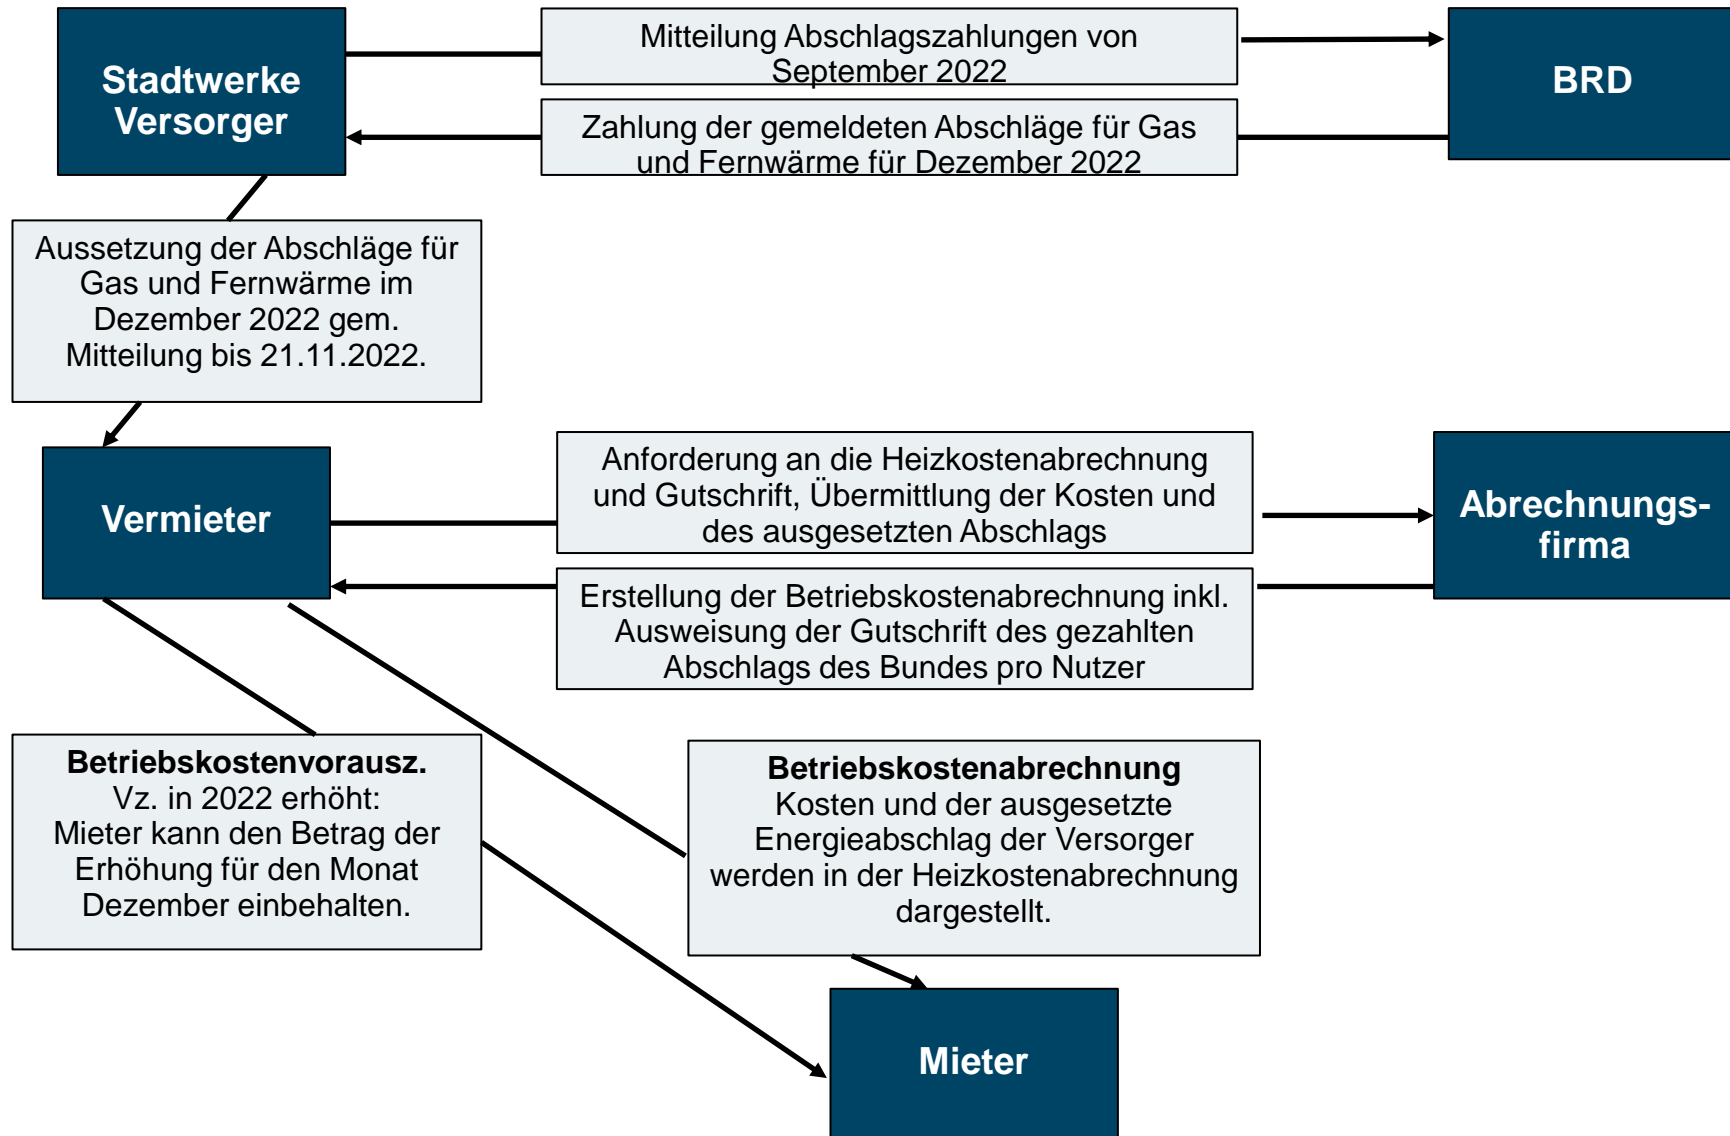 Stadtwerke
Versorger
Mitteilung Abschlagszahlungen von
September 2022
BRD
Zahlung der gemeldeten Abschläge für Gas
und Fernwärme für Dezember 2022
Aussetzung der Abschläge für
Gas und Fernwärme im
Dezember 2022 gem.
Mitteilung bis 21.11.2022.
Vermieter
Anforderung an die Heizkostenabrechnung
und Gutschrift, Übermittlung der Kosten und
des ausgesetzten Abschlags
Abrechnungs-
firma
Erstellung der Betriebskostenabrechnung inkl.
Ausweisung der Gutschrift des gezahlten
Abschlags des Bundes pro Nutzer
Betriebskostenvorausz.
Vz. in 2022 erhöht:
Mieter kann den Betrag der
Erhöhung für den Monat
Dezember einbehalten.
Betriebskostenabrechnung
Kosten und der ausgesetzte
Energieabschlag der Versorger
werden in der Heizkostenabrechnung
dargestellt.
Mieter